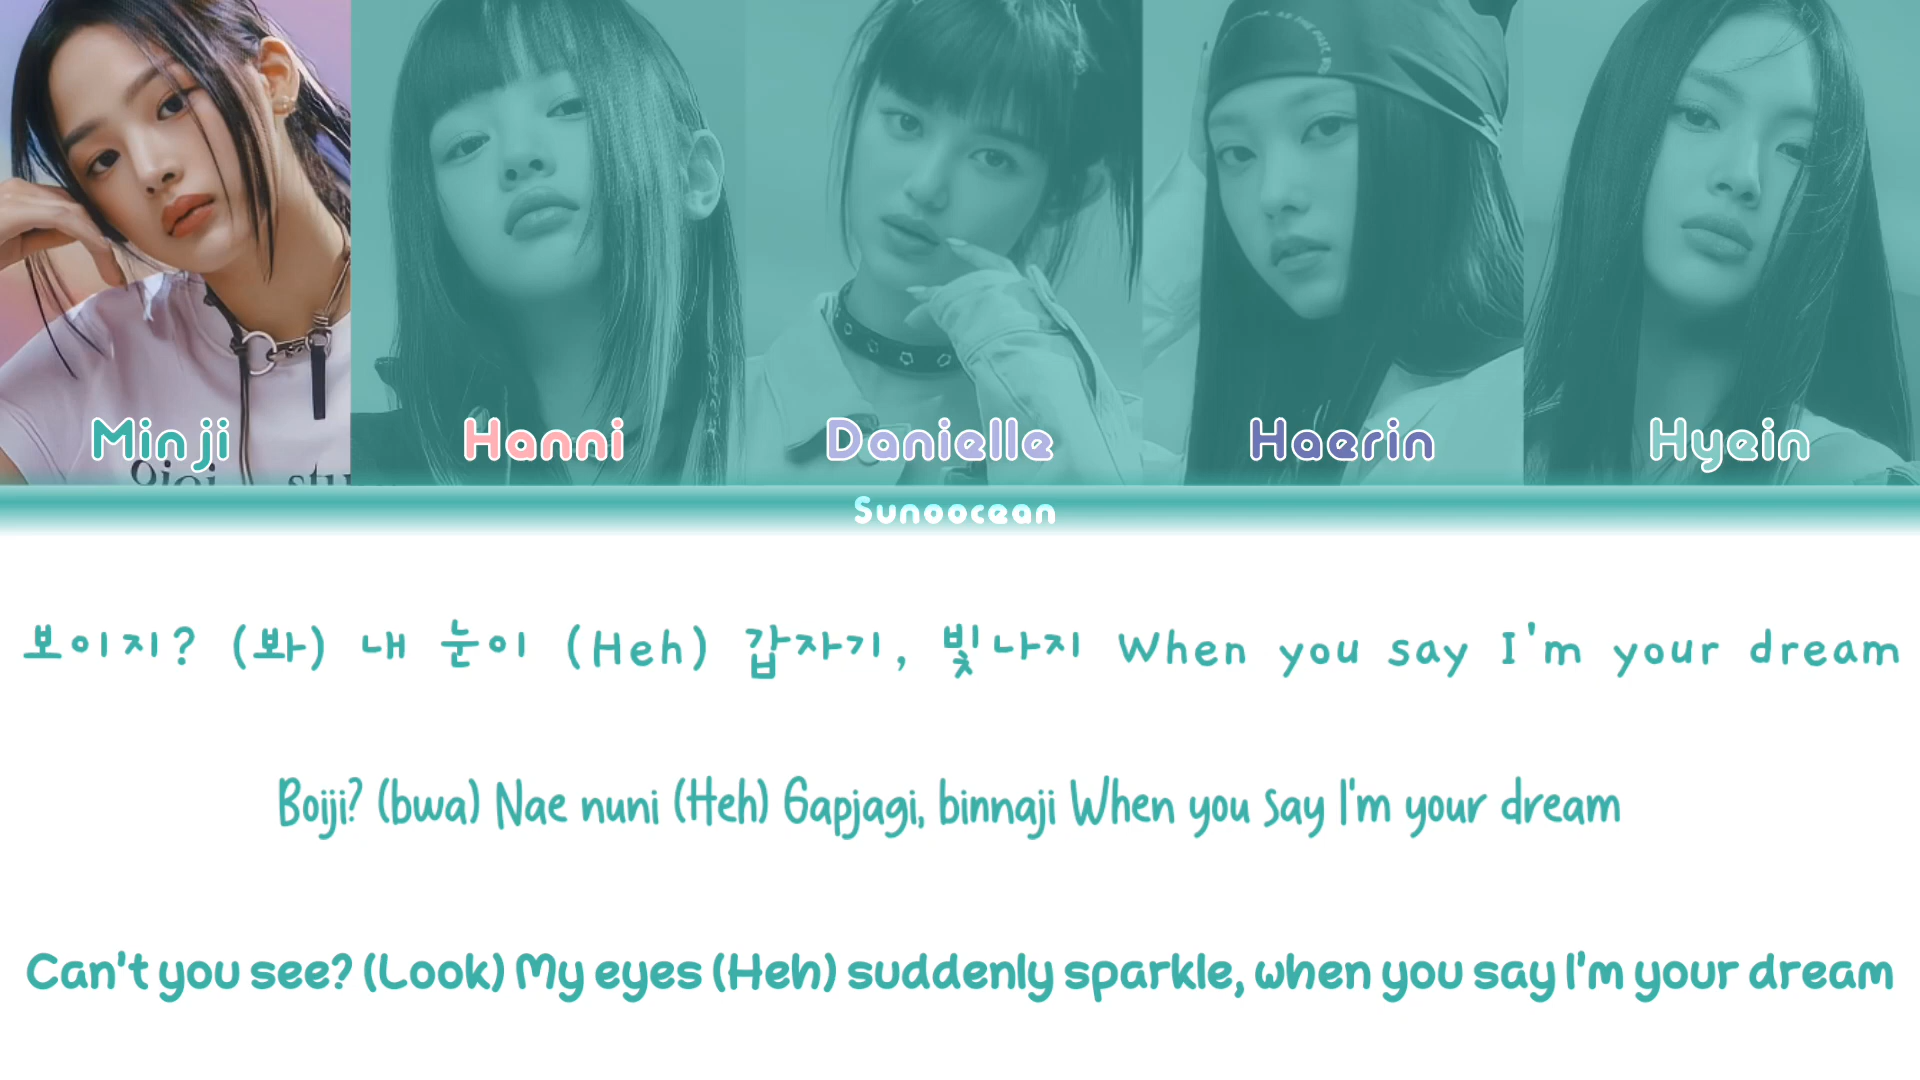 Minji Hanni Danielle Haerin Hyein
Sunoocean
보이지? (봐) 내 눈이 (Heh) 갑자기, 빛나지 When you say I'm your dream
Boiji? (bwa) Nae nuni (Heh) Gapjagi, binnaji When you say I'm your dream
Can't you see? (Look) My eyes (Heh) suddenly sparkle, when you say I'm your dream